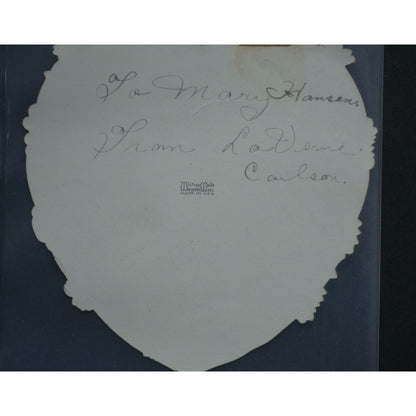 To Mary Hansen.
From LaVerne
Carlson.